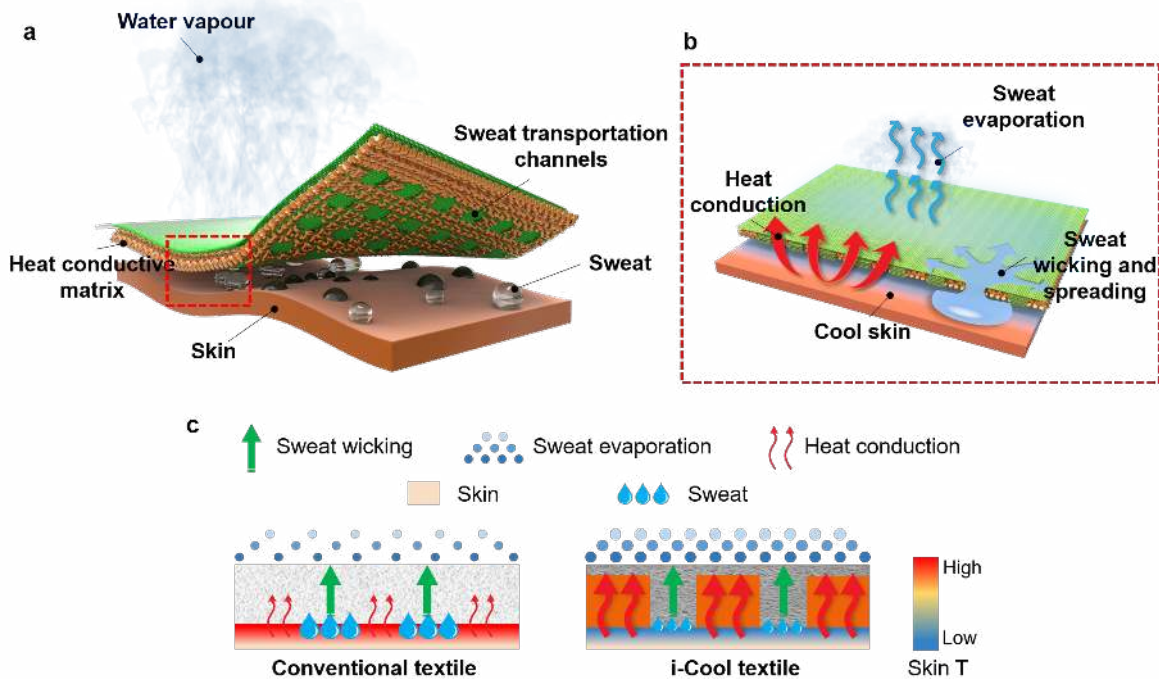 a
Water vapour
Sweat transportation
channels
Heat conductive
matrix
Sweat
Skin
b
Sweat
evaporation
Heat
conduction
Sweat
wicking and
spreading
Cool skin
c
Sweat wicking
Sweat evaporation
Heat conduction
Skin
Sweat
High
Low
Conventional textile
i-Cool textile
Skin T